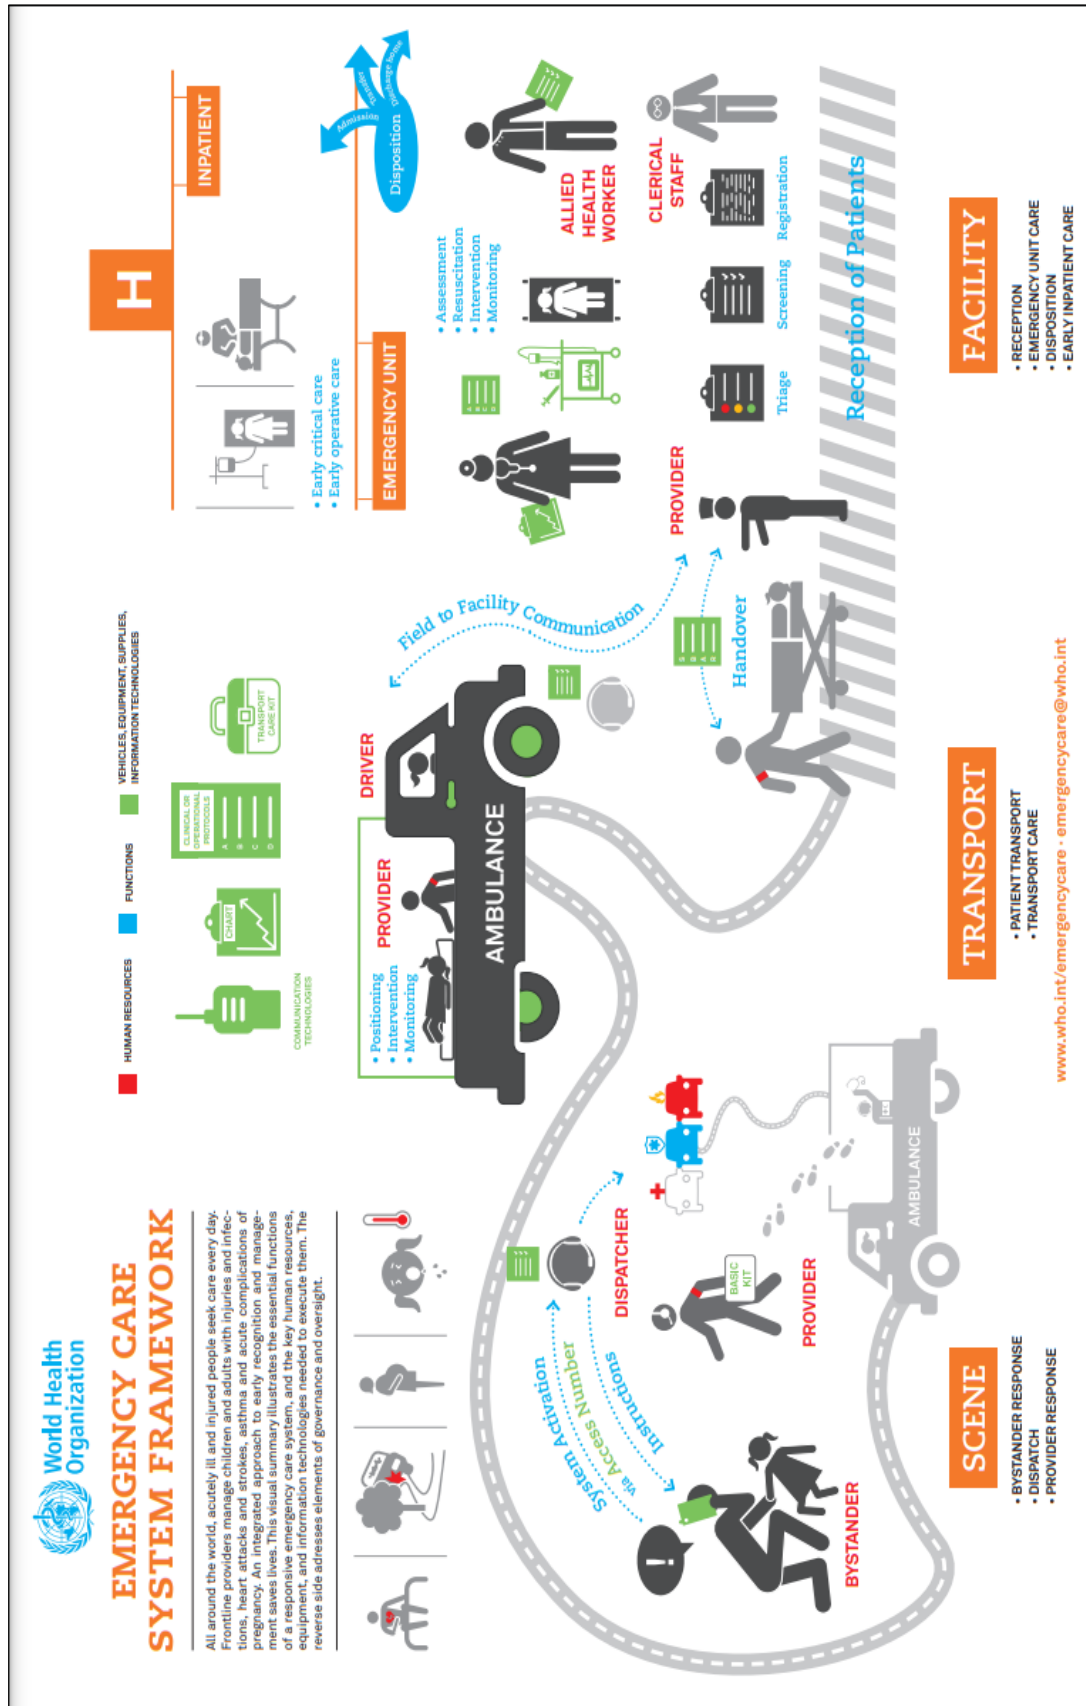 World Health
Organization
EMERGENCY CARE
SYSTEM FRAMEWORK
All around the world, acutely ill and injured people seek care every day.
Frontline providers manage children and adults with injuries and infec-
tions, heart attacks and strokes, asthma and acute complications of
pregnancy. An integrated approach to early recognition and manage-
ment saves lives. This visual summary illustrates the essential functions
of a responsive emergency care system, and the key human resources,
equipment, and information technologies needed to execute them. The
reverse side adresses elements of governance and oversight.
HUMAN RESOURCES
FUNCTIONS
VEHICLES, EQUIPMENT, SUPPLIES,
INFORMATION TECHNOLOGIES
COMMUNICATION
TECHNOLOGIES
CHART
CLINICAL OR
OPERATIONAL
PROTOCOLS
A
B
C
D
TRANSPORT
CARE KIT
H
INPATIENT
• Early critical care
• Early operative care
EMERGENCY UNIT
Disposition
Admission
Transfer
Discharge home
• Assessment
• Resuscitation
• Intervention
• Monitoring
A
B
C
D
ALLIED
HEALTH
WORKER
CLERICAL
STAFF
PROVIDER
Triage
Screening
Registration
Reception of Patients
Field to Facility Communication
S
B
A
R
Handover
DRIVER
PROVIDER
• Positioning
• Intervention
• Monitoring
AMBULANCE
System Activation
via Access Number
Instructions
!
BYSTANDER
DISPATCHER
BASIC
KIT
PROVIDER
AMBULANCE
SCENE
• BYSTANDER RESPONSE
• DISPATCH
• PROVIDER RESPONSE
TRANSPORT
• PATIENT TRANSPORT
• TRANSPORT CARE
FACILITY
• RECEPTION
• EMERGENCY UNIT CARE
• DISPOSITION
• EARLY INPATIENT CARE
www.who.int/emergencycare - emergencycare@who.int